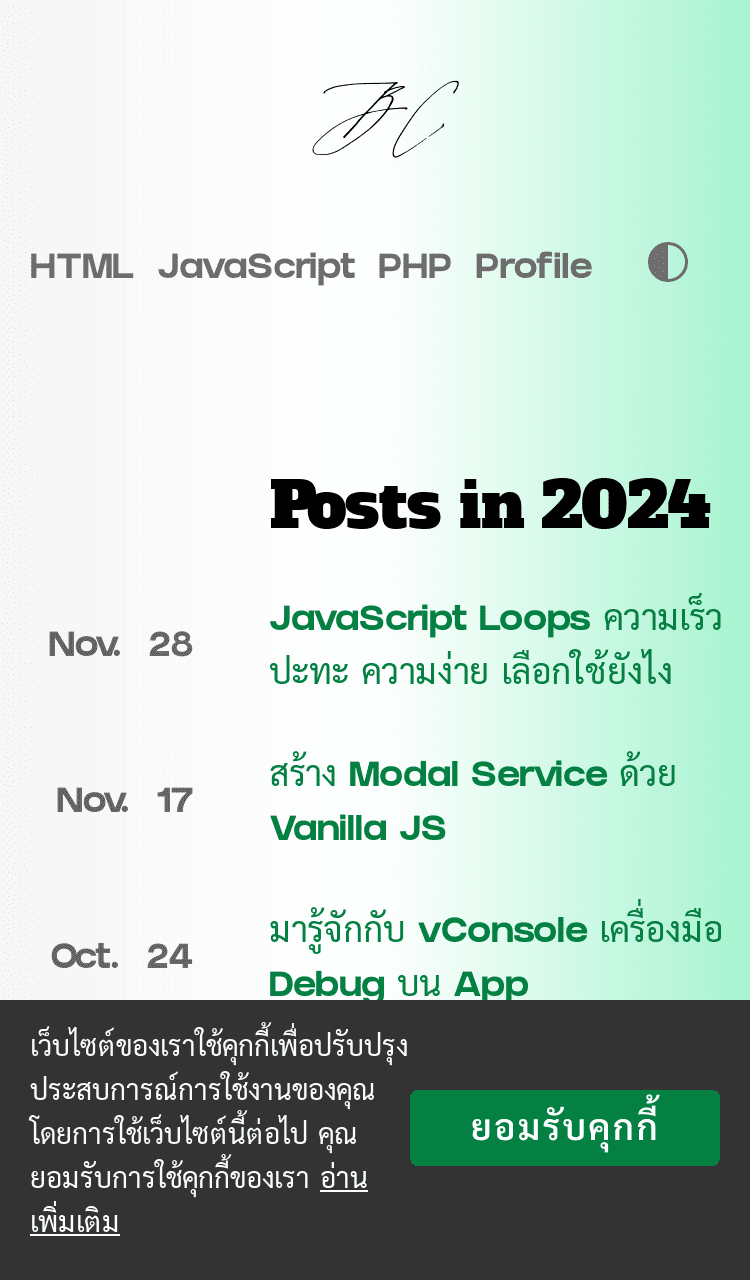 JBC
HTML JavaScript PHP Profile
Posts in 2024
Nov. 28
JavaScript Loops ความเร็ว
ปะทะ ความง่าย เลือกใช้ยังไง
Nov. 17
สร้าง Modal Service ด้วย
Vanilla JS
Oct. 24
มารู้จักกับ vConsole เครื่องมือ
Debug บน App
เว็บไซต์ของเราใช้คุกกี้เพื่อปรับปรุง
ประสบการณ์การใช้งานของคุณ
โดยการใช้เว็บไซต์นี้ต่อไป คุณ
ยอมรับการใช้คุกกี้ของเรา อ่าน
เพิ่มเติม
ยอมรับคุกกี้